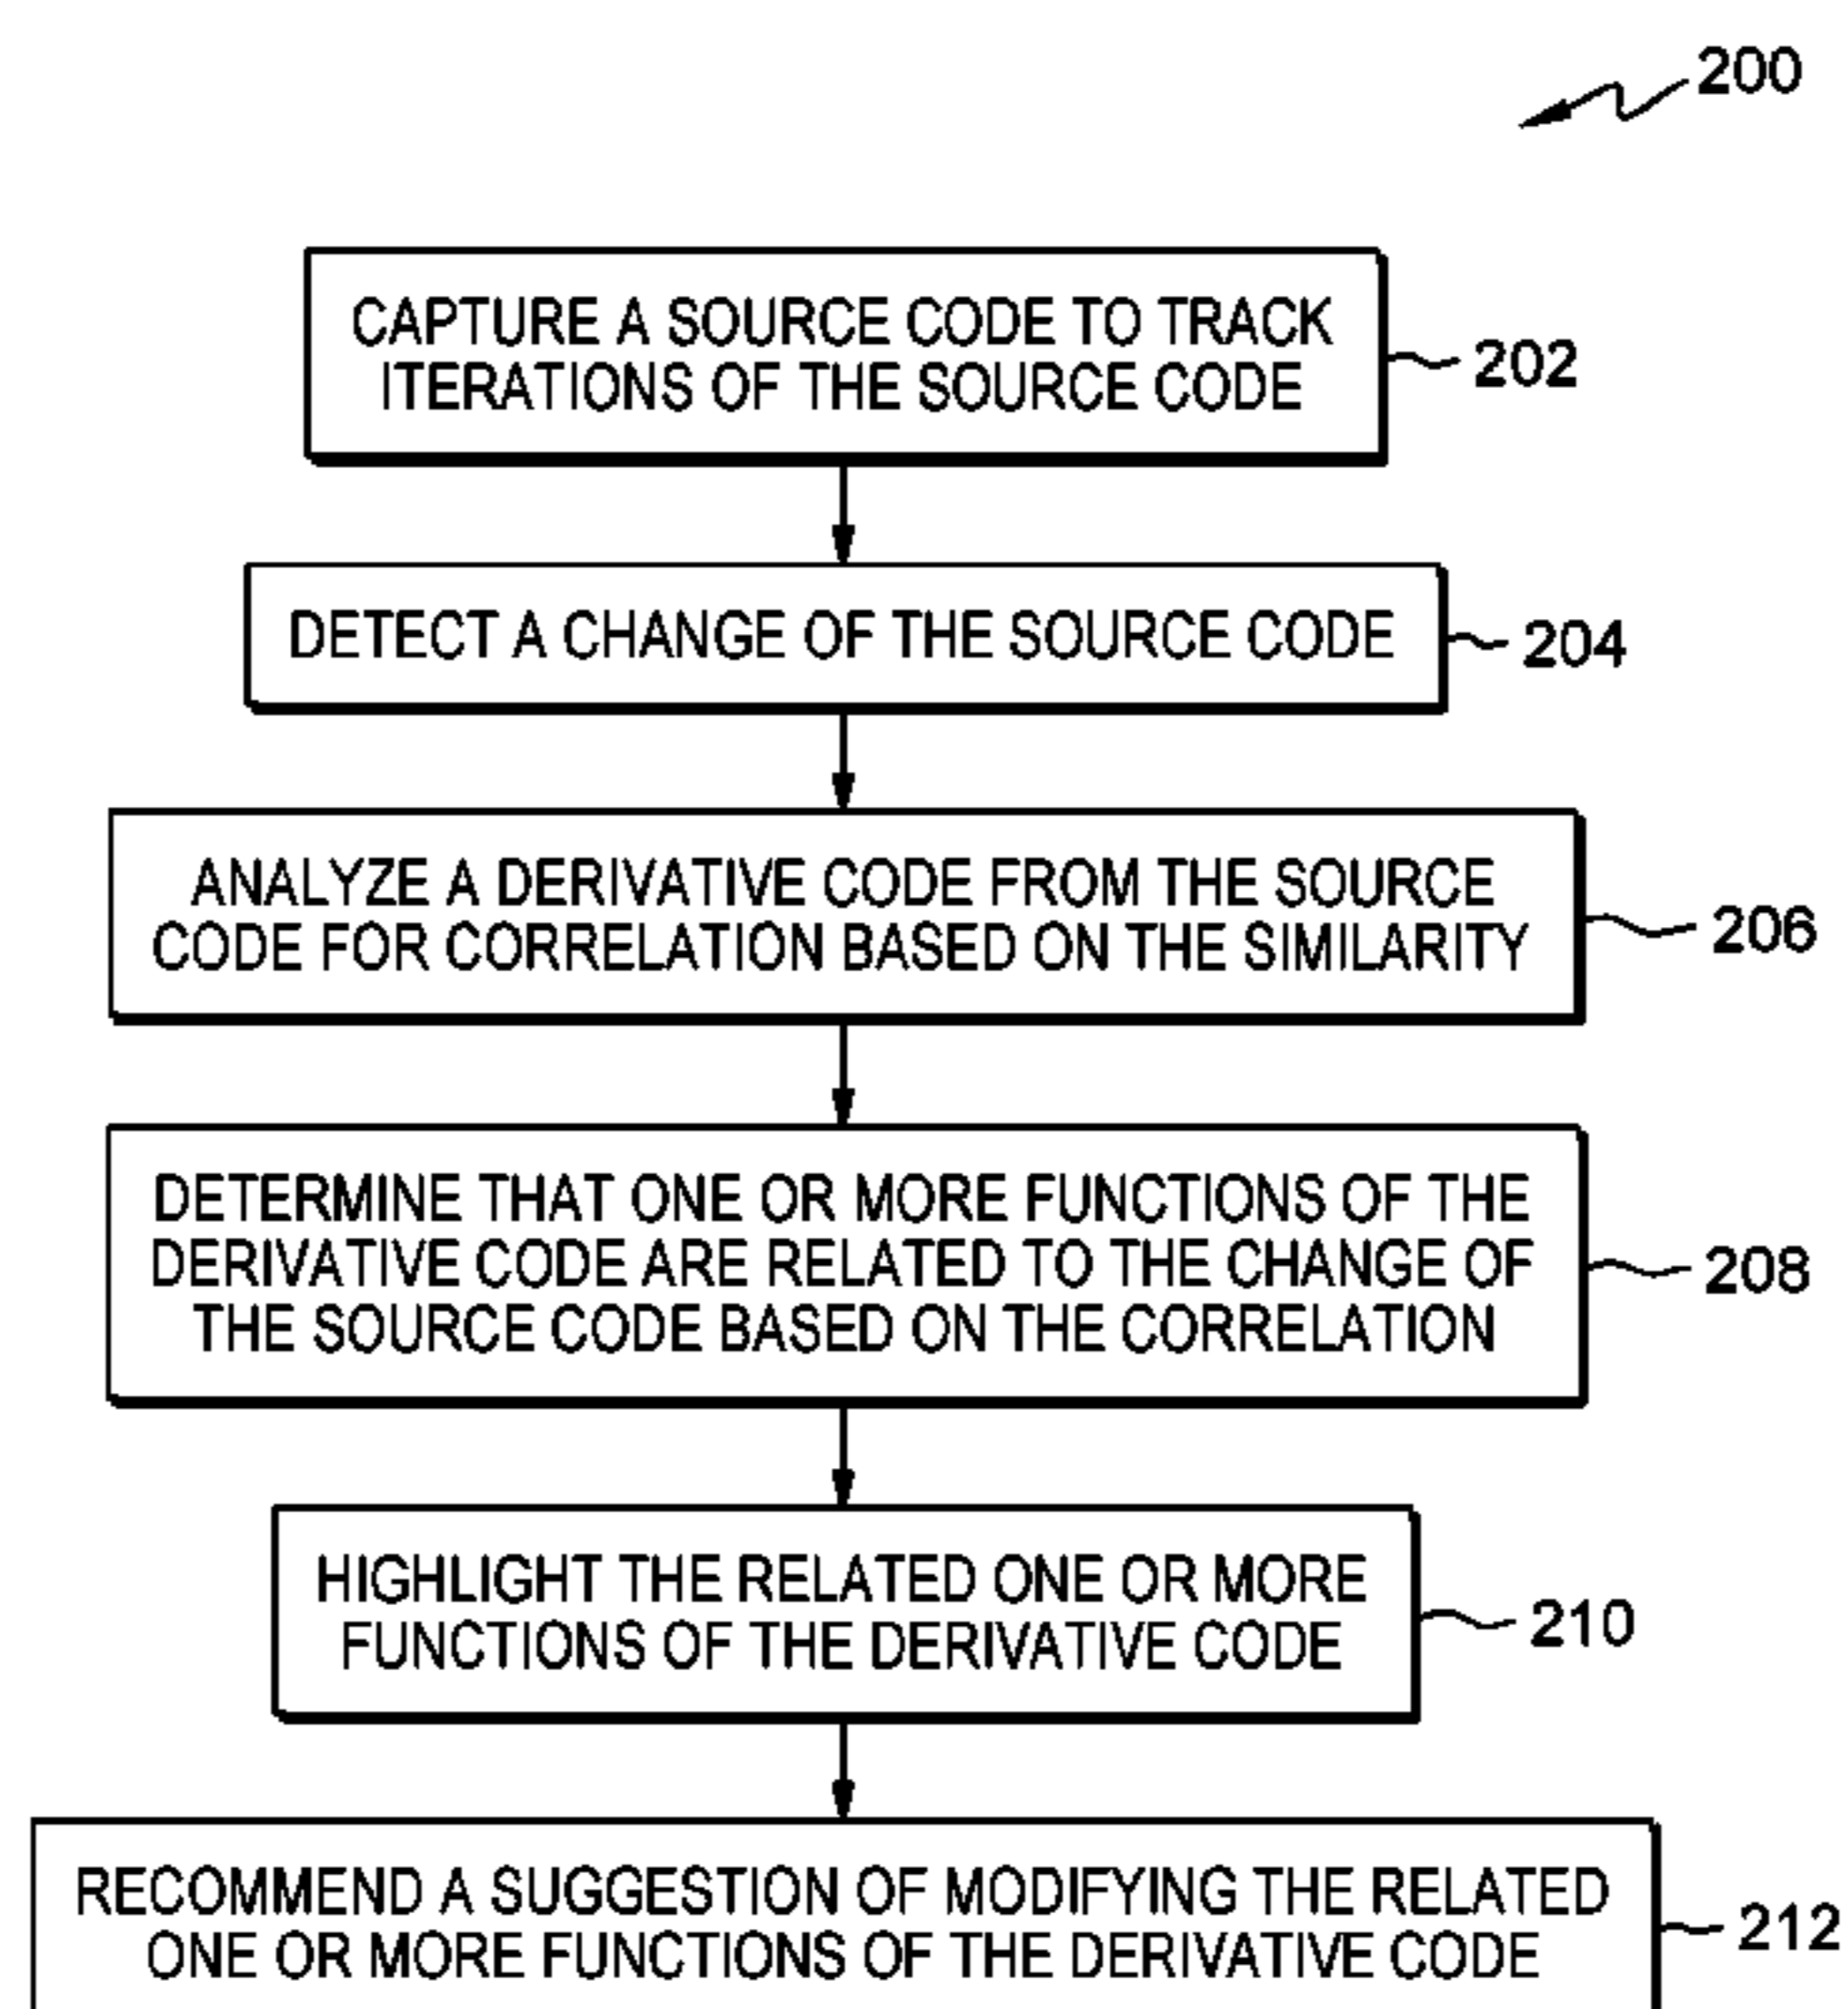 200
CAPTURE A SOURCE CODE TO TRACK
ITERATIONS OF THE SOURCE CODE
202
DETECT A CHANGE OF THE SOURCE CODE
204
ANALYZE A DERIVATIVE CODE FROM THE SOURCE
CODE FOR CORRELATION BASED ON THE SIMILARITY
206
DETERMINE THAT ONE OR MORE FUNCTIONS OF THE
DERIVATIVE CODE ARE RELATED TO THE CHANGE OF
THE SOURCE CODE BASED ON THE CORRELATION
208
HIGHLIGHT THE RELATED ONE OR MORE
FUNCTIONS OF THE DERIVATIVE CODE
210
RECOMMEND A SUGGESTION OF MODIFYING THE RELATED
ONE OR MORE FUNCTIONS OF THE DERIVATIVE CODE
212